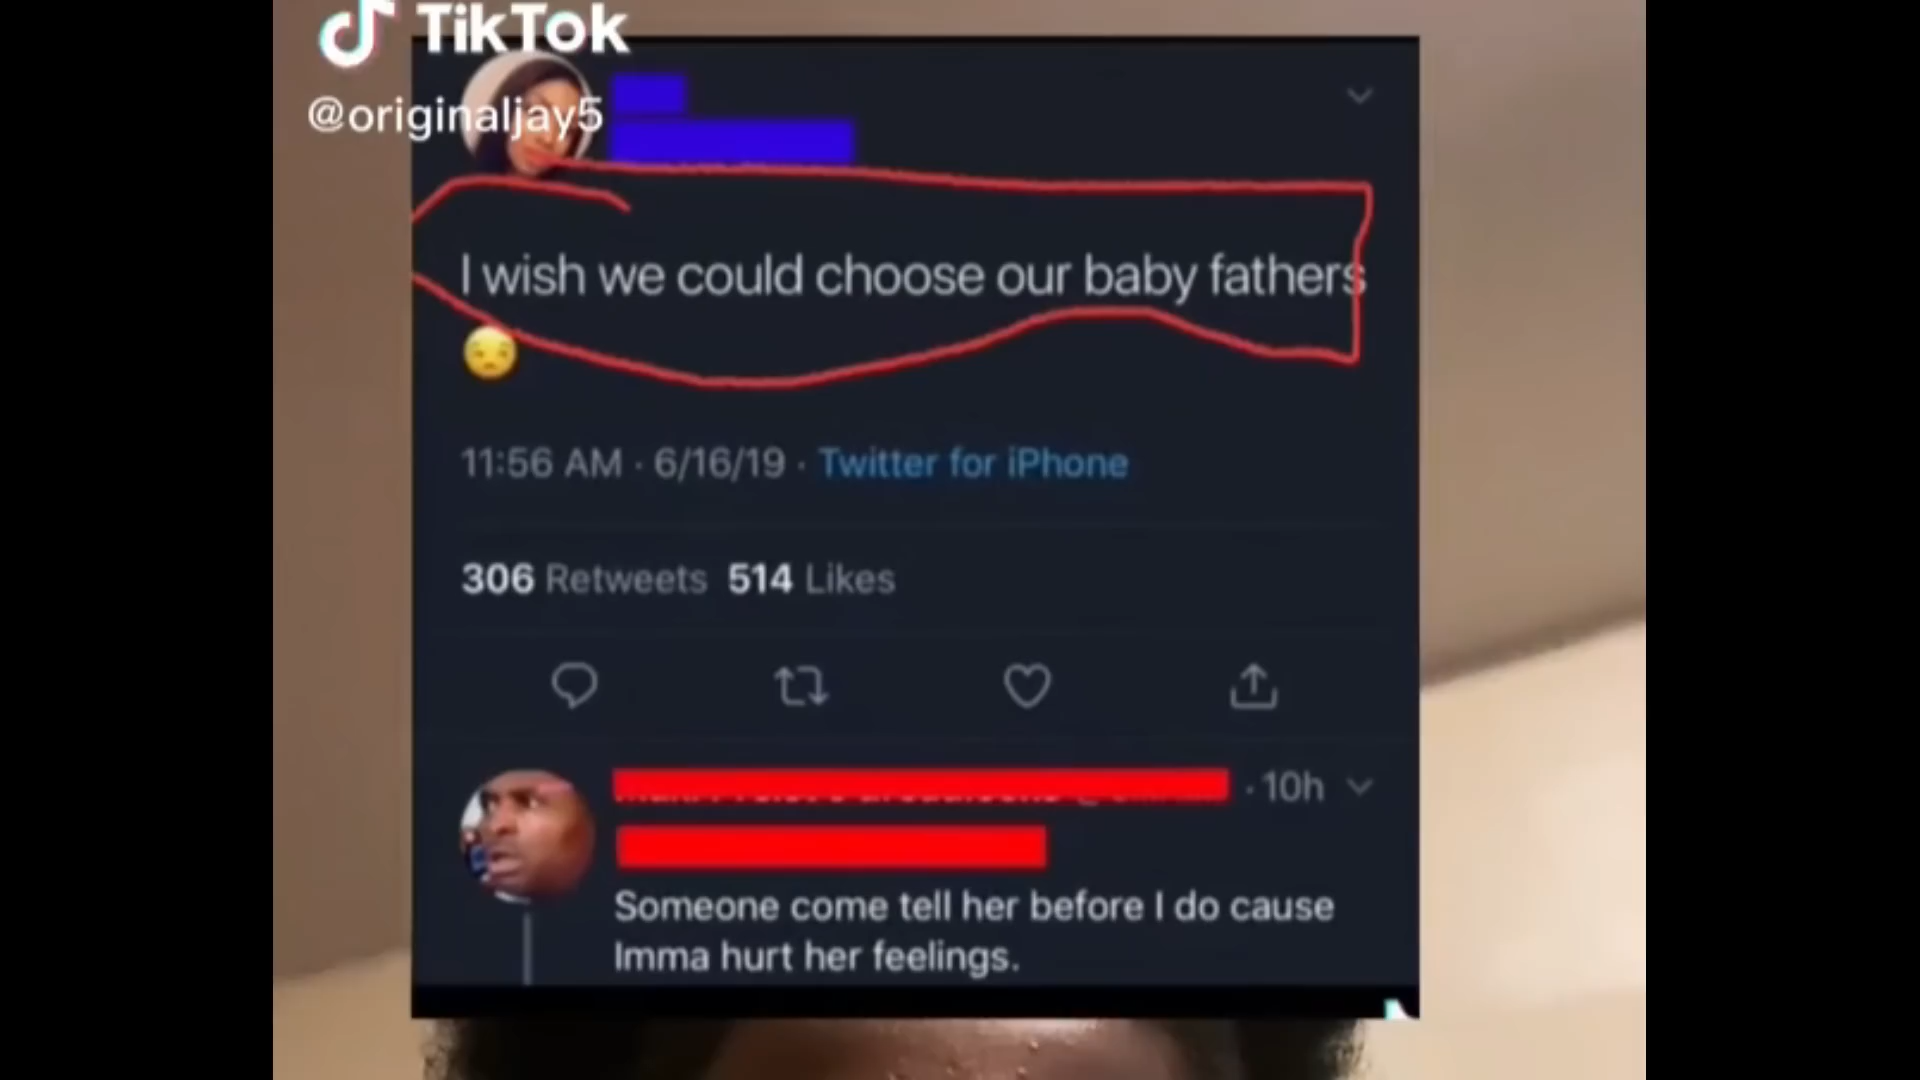 TikTok
@originaljay5
I wish we could choose our baby fathers
😒
11:56 AM · 6/16/19 · Twitter for iPhone
306 Retweets 514 Likes
· 10h
Someone come tell her before I do cause
Imma hurt her feelings.